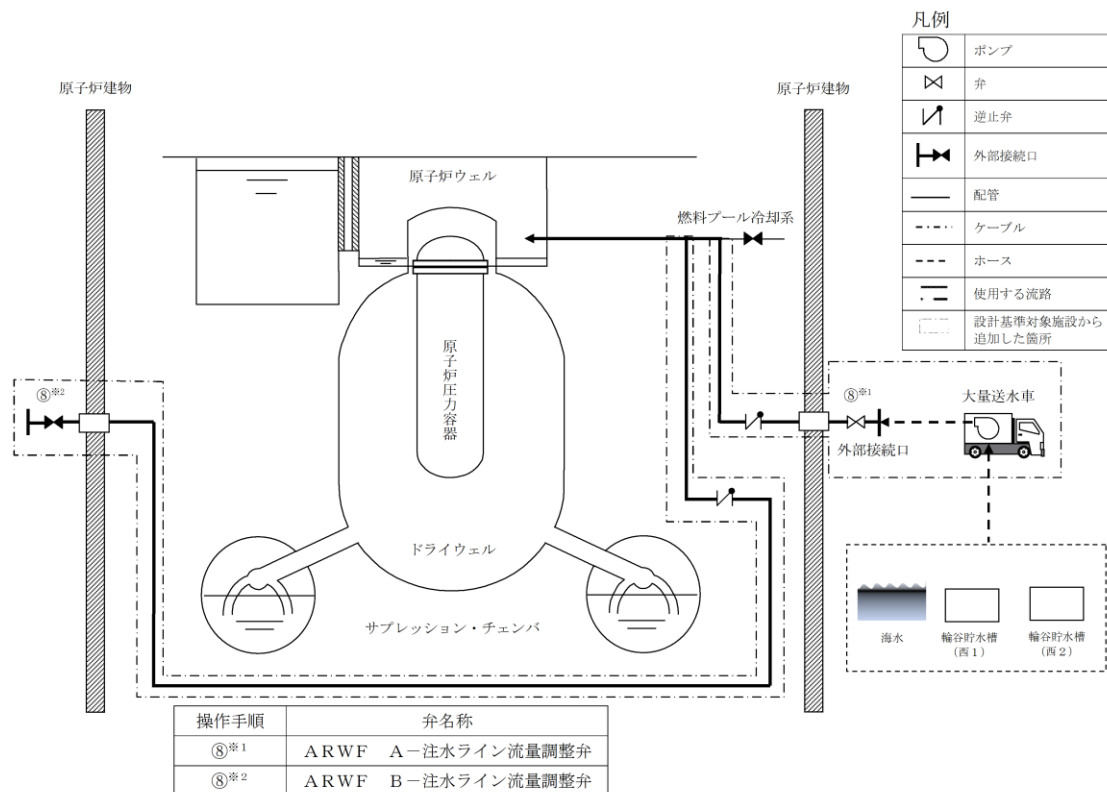 凡例
ポンプ
弁
逆止弁
外部接続口
配管
ケーブル
ホース
使用する流路
設計基準対象施設から
追加した箇所
原子炉建物
原子炉建物
原子炉ウェル
燃料プール冷却系
原子炉圧力容器
⑧※2
⑧※1
大量送水車
外部接続口
ドライウェル
サプレッション・チェンバ
海水
輪谷貯水槽
(西1)
輪谷貯水槽
(西2)
操作手順 弁名称
⑧※1 ARWF A-注水ライン流量調整弁
⑧※2 ARWF B-注水ライン流量調整弁